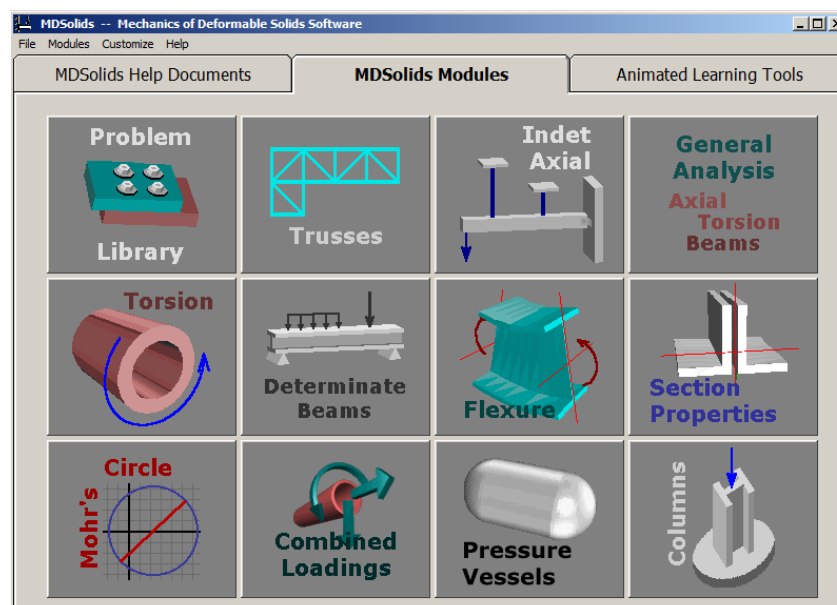 MDSolids -- Mechanics of Deformable Solids Software
File Modules Customize Help
MDSolids Help Documents
MDSolids Modules
Animated Learning Tools
Problem
Library
Trusses
Indet
Axial
General
Analysis
Axial
Torsion
Beams
Torsion
Determinate
Beams
Flexure
Section
Properties
Mohr's
Circle
Combined
Loadings
Pressure
Vessels
Columns